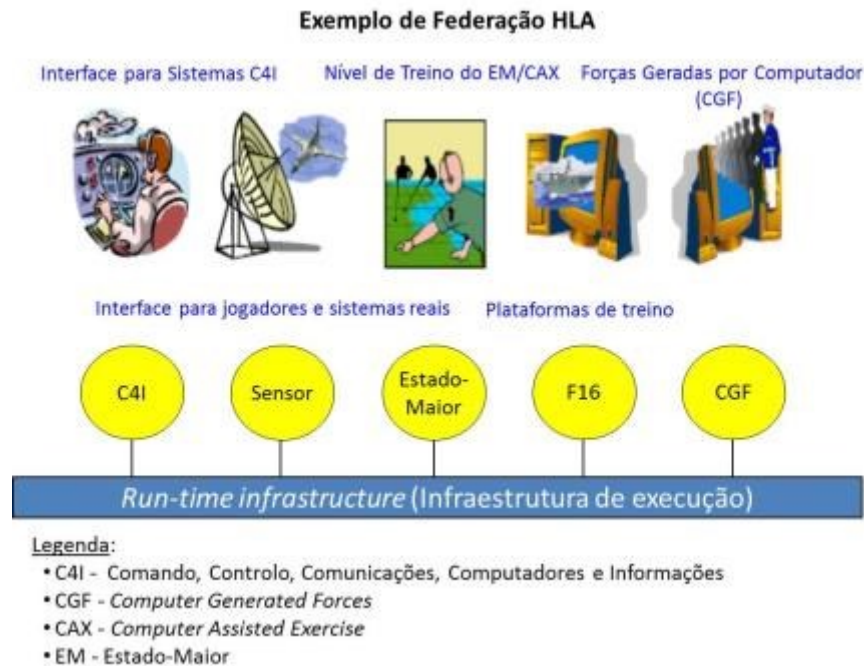 Exemplo de Federação HLA
Interface para Sistemas C4I
Nível de Treino do EM/CAX
Forças Geradas por Computador
(CGF)
Interface para jogadores e sistemas reais
Plataformas de treino
C4I
Sensor
Estado-
Maior
F16
CGF
Run-time infrastructure (Infraestrutura de execução)
Legenda:
• C4I - Comando, Controlo, Comunicações, Computadores e Informações
• CGF - Computer Generated Forces
• CAX - Computer Assisted Exercise
• EM - Estado-Maior